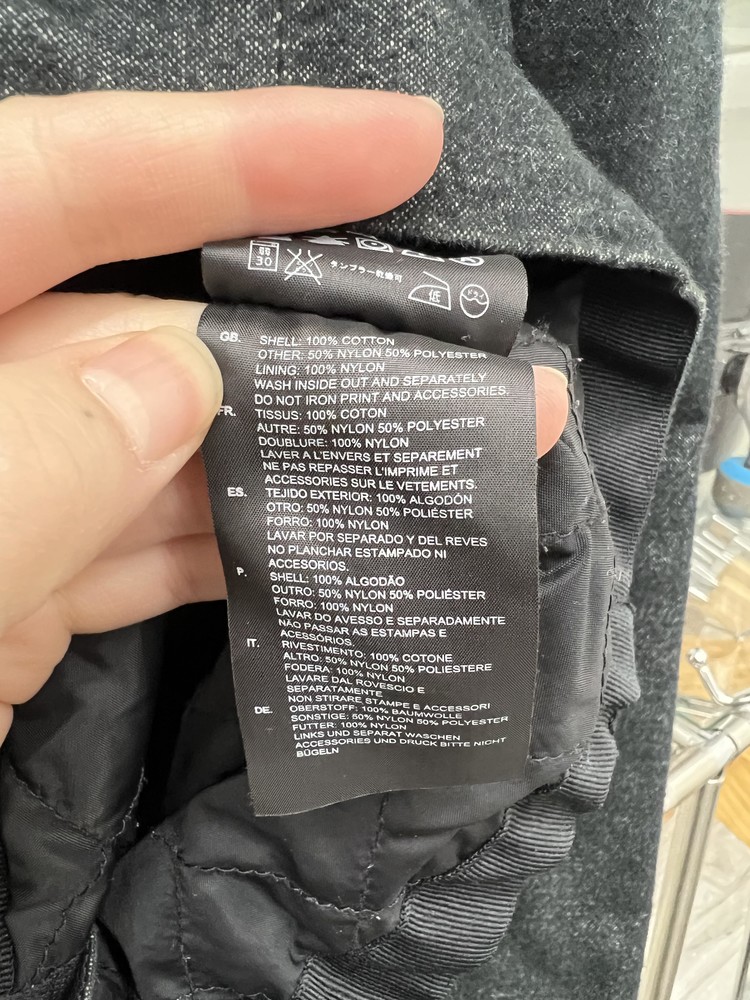 30
タンブラー乾燥可
低
ドライ
GB. SHELL: 100% COTTON
OTHER: 50% NYLON 50% POLYESTER
LINING: 100% NYLON
WASH INSIDE OUT AND SEPARATELY
DO NOT IRON PRINT AND ACCESSORIES.
FR. TISSUS: 100% COTON
AUTRE: 50% NYLON 50% POLYESTER
DOUBLURE: 100% NYLON
LAVER A L'ENVERS ET SEPAREMENT
NE PAS REPASSER L'IMPRIME ET
ACCESSORIES SUR LE VETEMENTS.
ES. TEJIDO EXTERIOR: 100% ALGODÓN
OTRO: 50% NYLON 50% POLIÉSTER
FORRO: 100% NYLON
LAVAR POR SEPARADO Y DEL REVES
NO PLANCHAR ESTAMPADO NI
ACCESORIOS.
P. SHELL: 100% ALGODÃO
OUTRO: 50% NYLON 50% POLIÉSTER
FORRO: 100% NYLON
LAVAR DO AVESSO E SEPARADAMENTE
NÃO PASSAR AS ESTAMPAS E
ACESSÓRIOS.
IT. RIVESTIMENTO: 100% COTONE
ALTRO: 50% NYLON 50% POLIESTERE
FODERA: 100% NYLON
LAVARE DAL ROVESCIO E
SEPARATAMENTE
NON STIRARE STAMPE E ACCESSORI
DE. OBERSTOFF: 100% BAUMWOLLE
SONSTIGE: 50% NYLON 50% POLYESTER
FUTTER: 100% NYLON
LINKS UND SEPARAT WASCHEN
ACCESSORIES UND DRUCK BITTE NICHT
BÜGELN